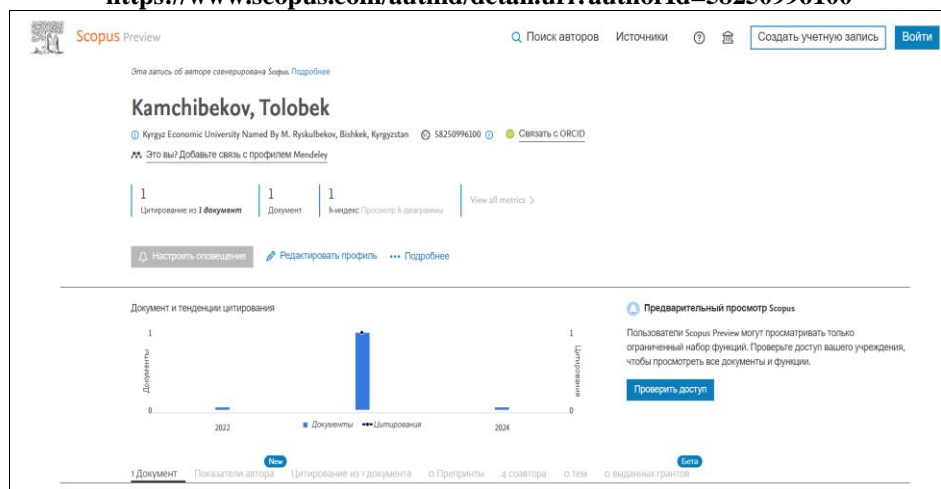 https://www.scopus.com/authid/detail.uri?authorId=58250996100
Scopus Preview
Поиск авторов Источники Создать учетную запись Войти
Эта запись об авторе сгенерирована Scopus. Подробнее
Kamchibekov, Tolobek
Kyrgyz Economic University Named By M. Ryskulbekov, Bishkek, Kyrgyzstan 58250996100 Связать с ORCID
Это вы? Добавьте связь с профилем Mendeley
1 1 1 View all metrics >
Цитирование из 1 документ Документ h-индекс Просмотр h-диаграммы
Настроить оповещение Редактировать профиль ••• Подробнее
Документ и тенденции цитирования
1 1
Документы
Цитирования
0 0
2022 2024
Документы Цитирования
Предварительный просмотр Scopus
Пользователи Scopus Preview могут просматривать только
ограниченный набор функций. Проверьте доступ вашего учреждения,
чтобы просмотреть все документы и функции.
Проверить доступ
New Бета
1 Документ Показатели автора Цитирование из 1 документа 0 Препринты 4 соавтора 0 тем 0 выданных грантов